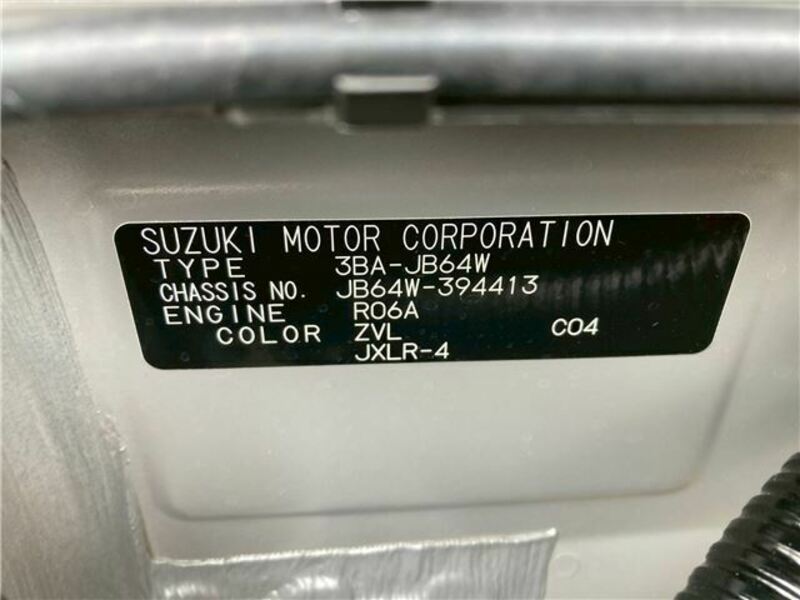 SUZUKI MOTOR CORPORATION
TYPE 3BA-JB64W
CHASSIS NO. JB64W-394413
ENGINE R06A
COLOR ZVL C04
JXLR-4